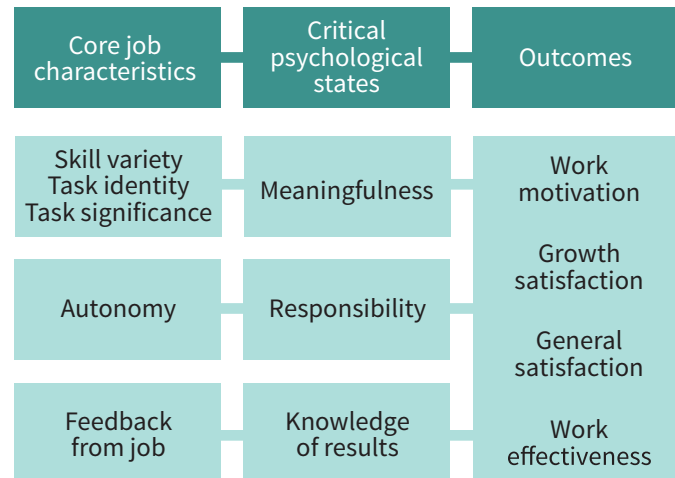 Core job
characteristics
Critical
psychological
states
Outcomes
Skill variety
Task identity
Task significance
Meaningfulness
Autonomy
Responsibility
Feedback
from job
Knowledge
of results
Work
motivation
Growth
satisfaction
General
satisfaction
Work
effectiveness